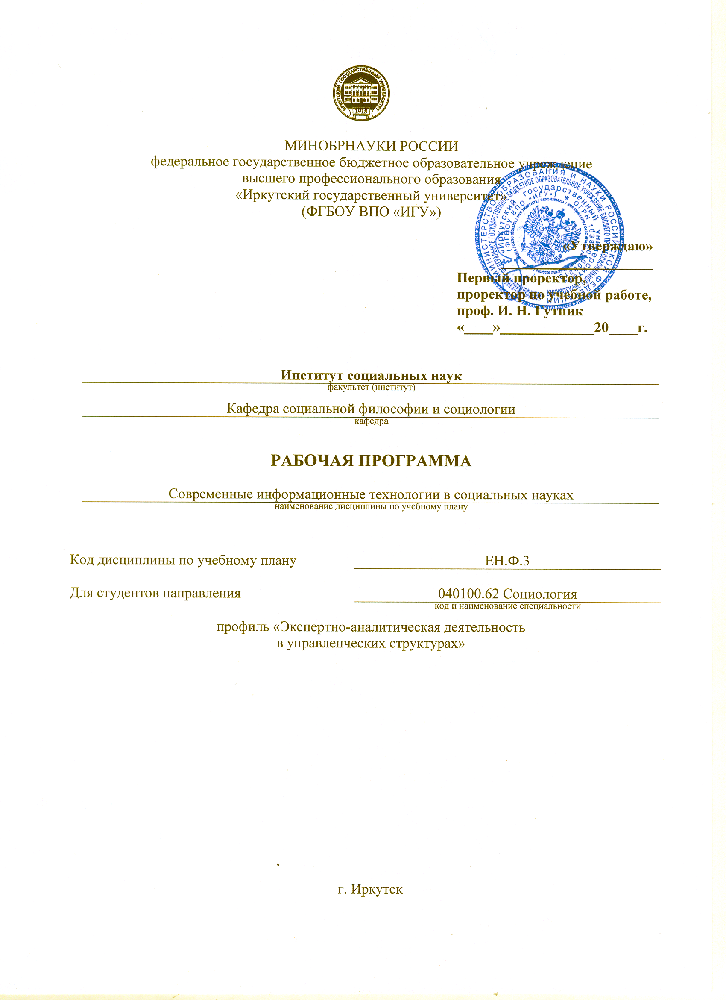 ИРКУТСКИЙ ГОСУДАРСТВЕННЫЙ УНИВЕРСИТЕТ
1918
МИНОБРНАУКИ РОССИИ
федеральное государственное бюджетное образовательное учреждение
высшего профессионального образования
«Иркутский государственный университет»
(ФГБОУ ВПО «ИГУ»)
МИНИСТЕРСТВО ОБРАЗОВАНИЯ И НАУКИ РОССИЙСКОЙ ФЕДЕРАЦИИ
ФЕДЕРАЛЬНОЕ ГОСУДАРСТВЕННОЕ БЮДЖЕТНОЕ ОБРАЗОВАТЕЛЬНОЕ УЧРЕЖДЕНИЕ ВЫСШЕГО ПРОФЕССИОНАЛЬНОГО ОБРАЗОВАНИЯ
«Иркутский государственный университет»
(ФГБОУ ВПО «ИГУ») * ОГРН
«Утверждаю»
Первый проректор,
проректор по учебной работе,
проф. И. Н. Гутник
«____»_____________20____г.
Институт социальных наук
факультет (институт)
Кафедра социальной философии и социологии
кафедра
РАБОЧАЯ ПРОГРАММА
Современные информационные технологии в социальных науках
наименование дисциплины по учебному плану
Код дисциплины по учебному плану ЕН.Ф.3
Для студентов направления 040100.62 Социология
код и наименование специальности
профиль «Экспертно-аналитическая деятельность
в управленческих структурах»
г. Иркутск